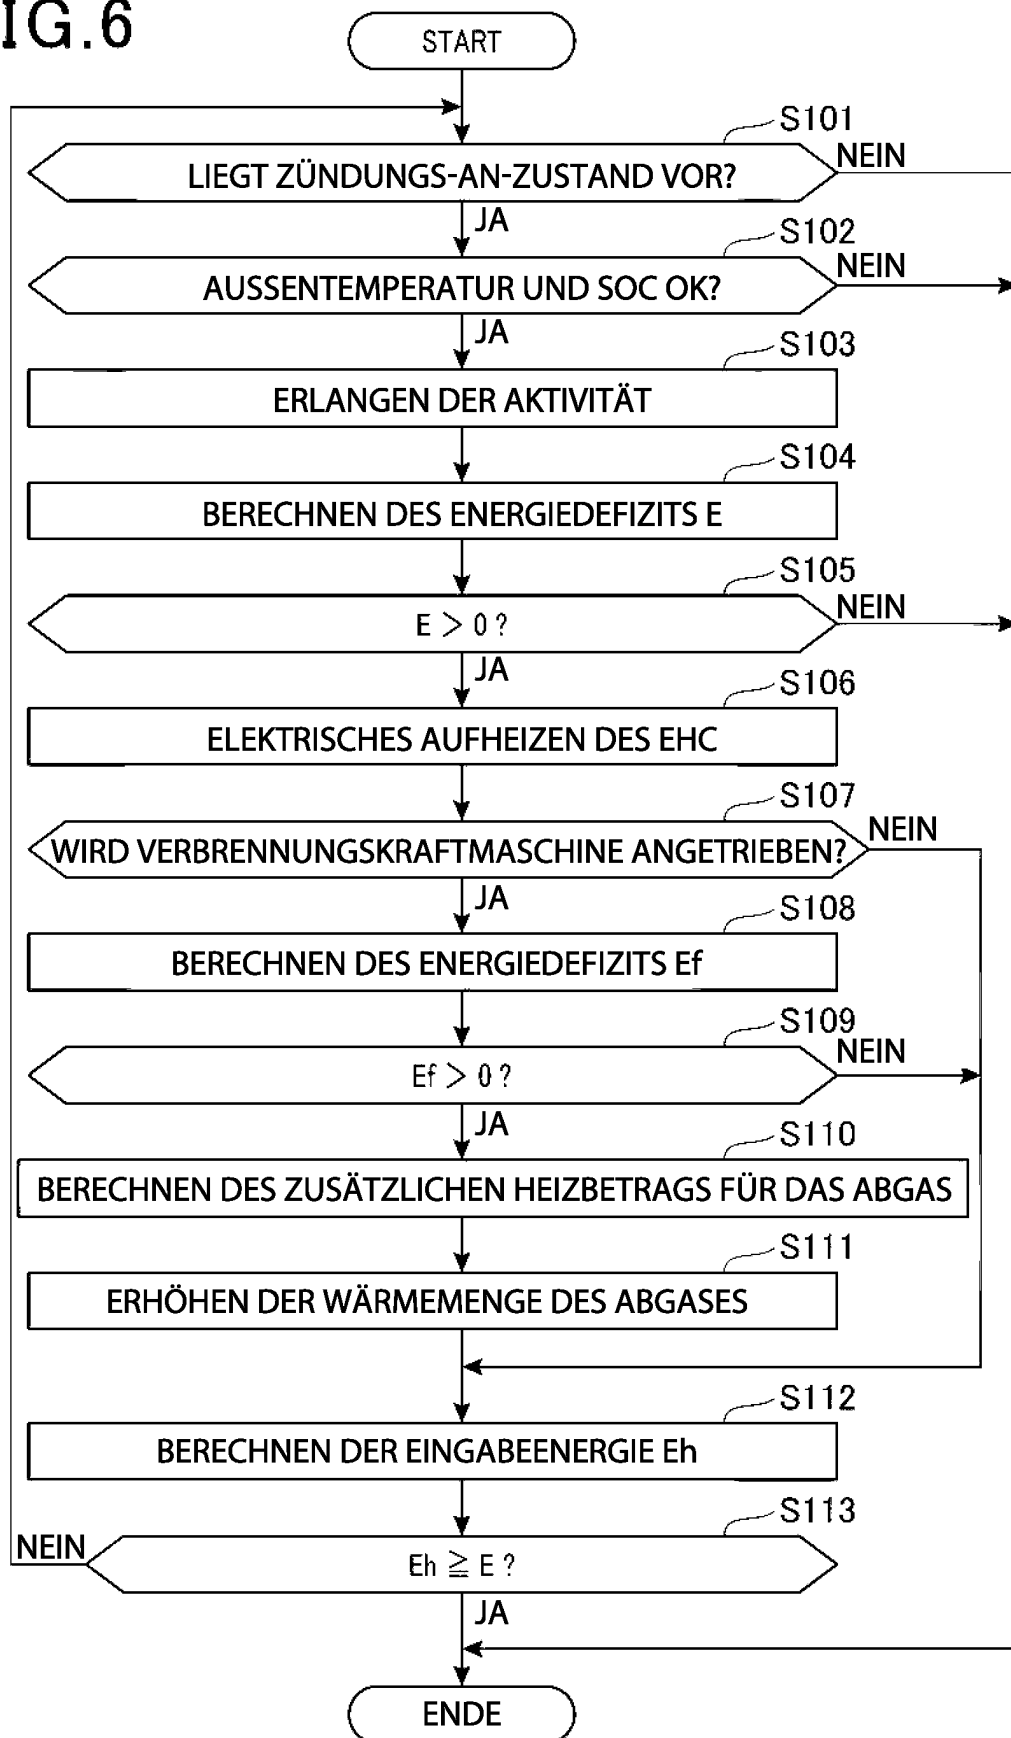 IG.6
START
S101
LIEGT ZÜNDUNGS-AN-ZUSTAND VOR?
NEIN
JA
S102
AUSSENTEMPERATUR UND SOC OK?
NEIN
JA
S103
ERLANGEN DER AKTIVITÄT
S104
BERECHNEN DES ENERGIEDEFIZITS E
S105
E > 0 ?
NEIN
JA
S106
ELEKTRISCHES AUFHEIZEN DES EHC
S107
WIRD VERBRENNUNGSKRAFTMASCHINE ANGETRIEBEN?
NEIN
JA
S108
BERECHNEN DES ENERGIEDEFIZITS Ef
S109
Ef > 0 ?
NEIN
JA
S110
BERECHNEN DES ZUSÄTZLICHEN HEIZBETRAGS FÜR DAS ABGAS
S111
ERHÖHEN DER WÄRMEMENGE DES ABGASES
S112
BERECHNEN DER EINGABEENERGIE Eh
S113
Eh ≧ E ?
NEIN
JA
ENDE